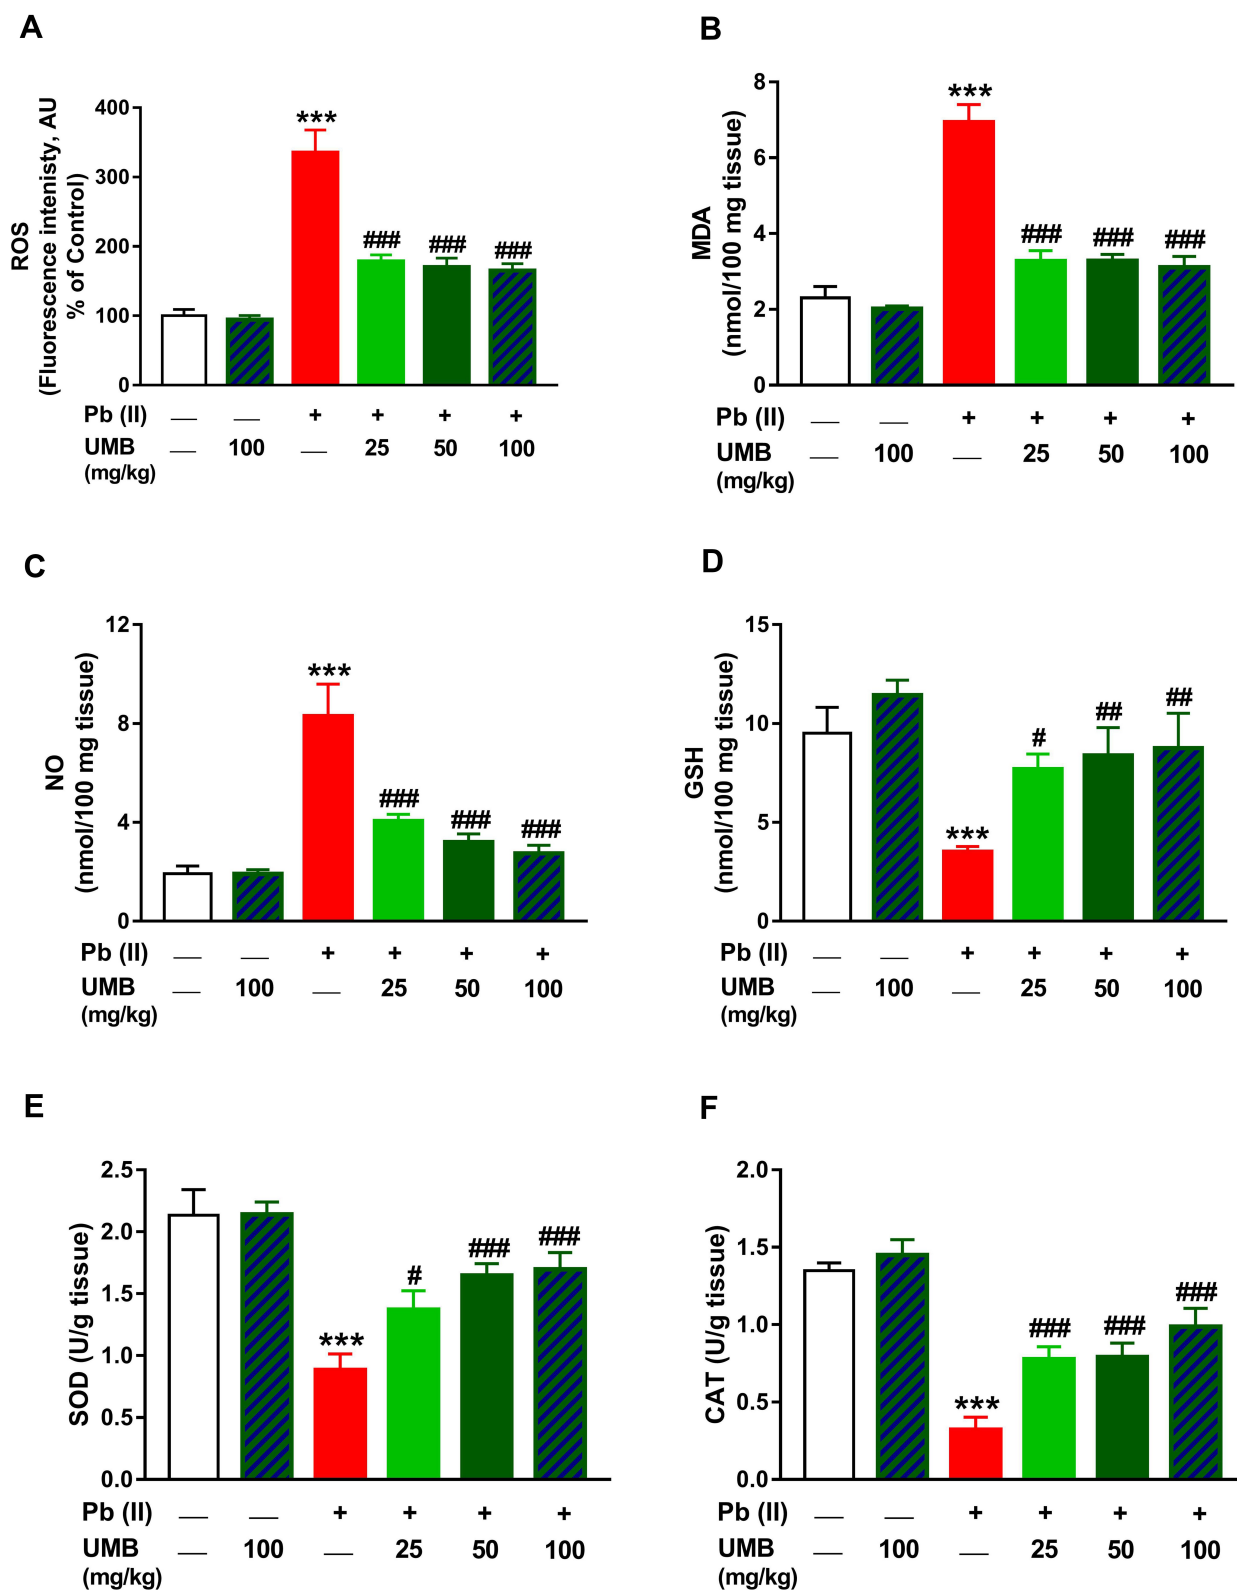 A
ROS
(Fluorescence intenisty, AU
% of Control)
400
300
200
100
0
***
###
###
###
Pb (II) — — + + + +
UMB — 100 — 25 50 100
(mg/kg)
B
MDA
(nmol/100 mg tissue)
8
6
4
2
0
***
###
###
###
Pb (II) — — + + + +
UMB — 100 — 25 50 100
(mg/kg)
C
NO
(nmol/100 mg tissue)
12
8
4
0
***
###
###
###
Pb (II) — — + + + +
UMB — 100 — 25 50 100
(mg/kg)
D
GSH
(nmol/100 mg tissue)
15
10
5
0
***
#
##
##
Pb (II) — — + + + +
UMB — 100 — 25 50 100
(mg/kg)
E
SOD (U/g tissue)
2.5
2.0
1.5
1.0
0.5
0.0
***
#
###
###
Pb (II) — — + + + +
UMB — 100 — 25 50 100
(mg/kg)
F
CAT (U/g tissue)
2.0
1.5
1.0
0.5
0.0
***
###
###
###
Pb (II) — — + + + +
UMB — 100 — 25 50 100
(mg/kg)